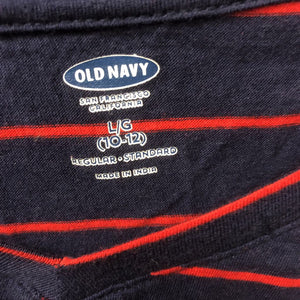 OLD NAVY
SAN FRANCISCO
CALIFORNIA
L/G
(10-12)
REGULAR • STANDARD
MADE IN INDIA